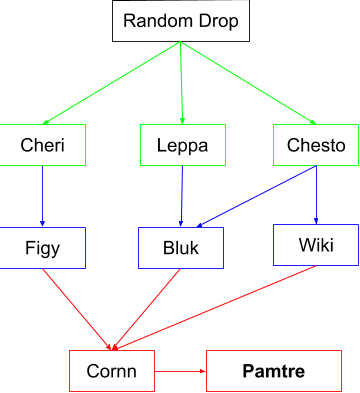 Random Drop
Cheri
Leppa
Chesto
Figy
Bluk
Wiki
Cornn
Pamtre